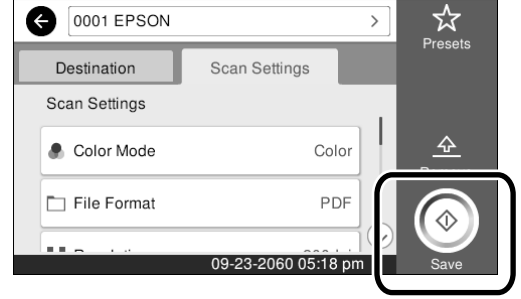 0001 EPSON
Presets
Destination
Scan Settings
Scan Settings
Color Mode
Color
File Format
PDF
09-23-2060 05:18 pm
Save